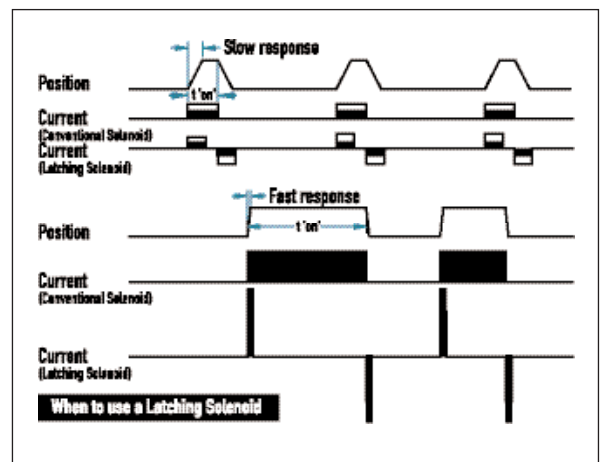 Slow response
Position
t 'on'
Current
(Conventional Solenoid)
Current
(Latching Solenoid)
Fast response
t 'on'
Position
Current
(Conventional Solenoid)
Current
(Latching Solenoid)
When to use a Latching Solenoid